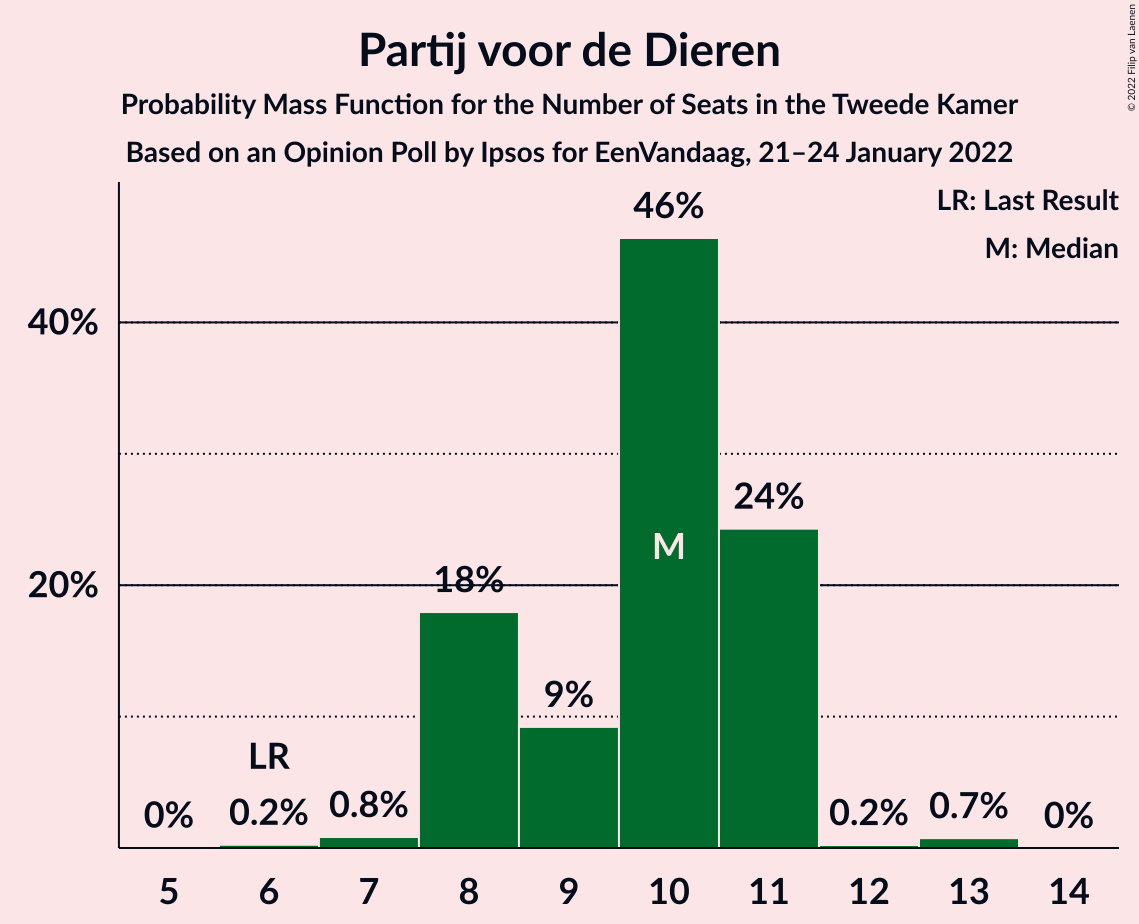 © 2022 Filip van Laenen
Partij voor de Dieren
Probability Mass Function for the Number of Seats in the Tweede Kamer
Based on an Opinion Poll by Ipsos for EenVandaag, 21–24 January 2022
LR: Last Result
M: Median
40%
20%
0%
LR
0.2%
0.8%
18%
9%
46%
M
24%
0.2%
0.7%
0%
5 6 7 8 9 10 11 12 13 14